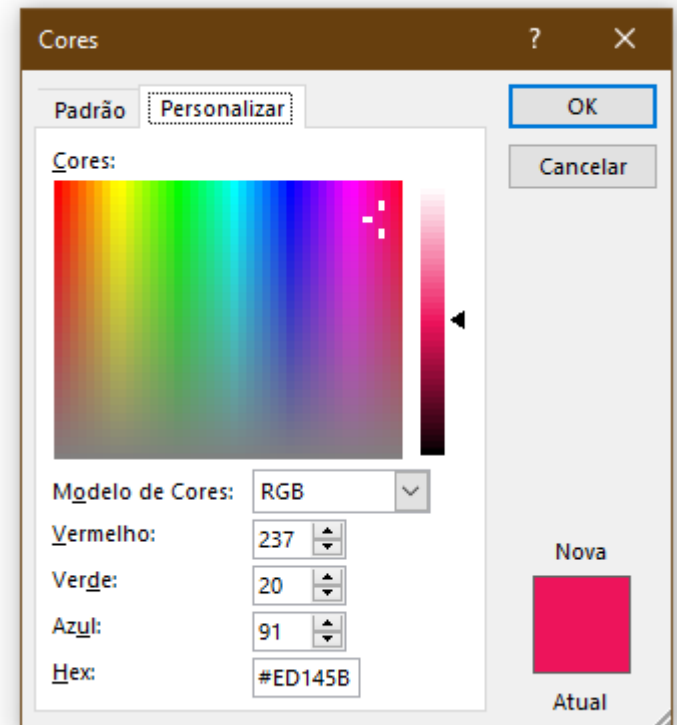 Cores ?
Padrão Personalizar OK
Cores: Cancelar
Modelo de Cores: RGB
Vermelho: 237
Verde: 20
Azul: 91
Hex: #ED145B
Nova
Atual